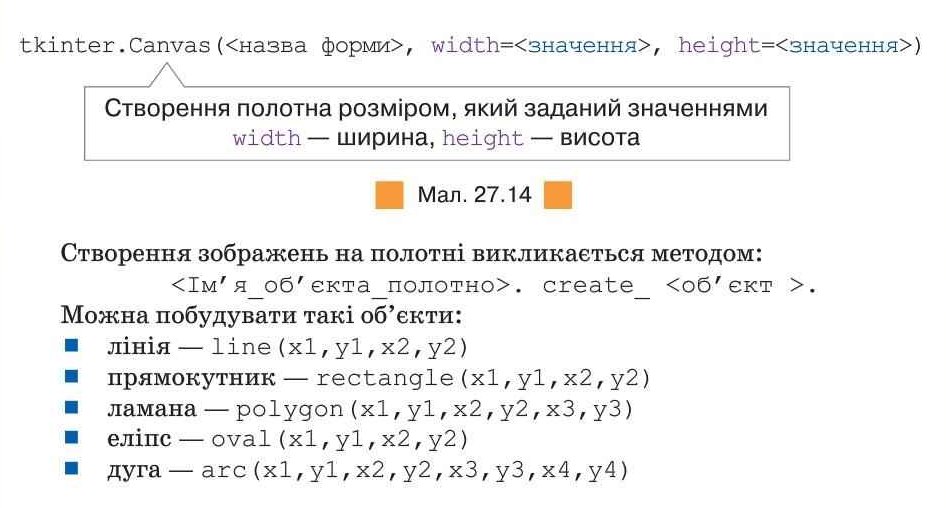 tkinter.Canvas(<назва форми>, width=<значення>, height=<значення>)
Створення полотна розміром, який заданий значеннями
width — ширина, height — висота
Мал. 27.14
Створення зображень на полотні викликається методом:
<Ім’я_об’єкта_полотно>. create_ <об’єкт >.
Можна побудувати такі об’єкти:
лінія — line(x1,y1,x2,y2)
прямокутник — rectangle(x1,y1,x2,y2)
ламана — polygon(x1,y1,x2,y2,x3,y3)
еліпс — oval(x1,y1,x2,y2)
дуга — arc(x1,y1,x2,y2,x3,y3,x4,y4)